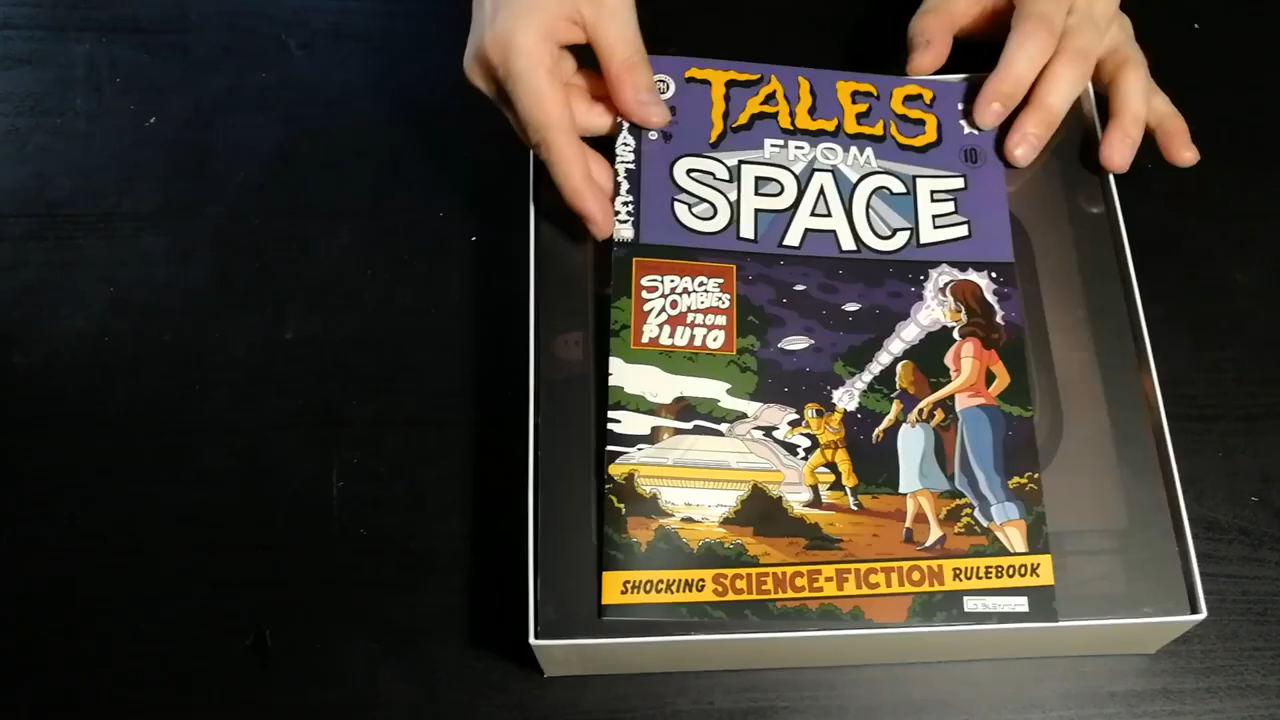 TALES
FROM
SPACE
10¢
SPACE
ZOMBIES
FROM
PLUTO
SHOCKING SCIENCE-FICTION RULEBOOK